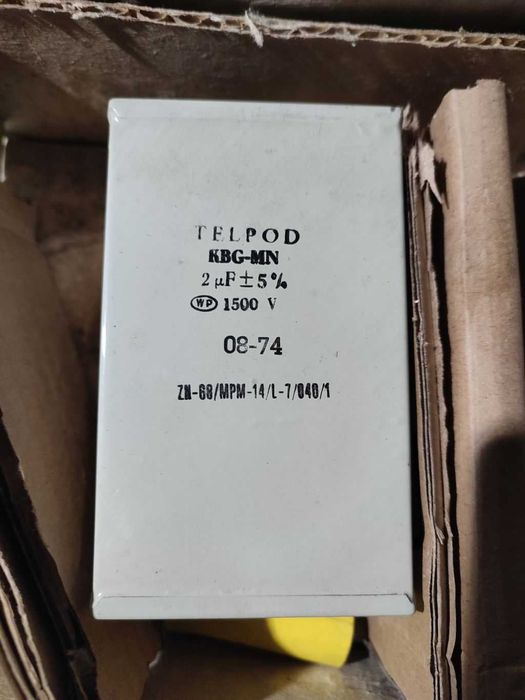 TELPOD
KBG-MN
2 μF ± 5%
WP 1500 V
08-74
ZN-68/MPM-14/L-7/040/1